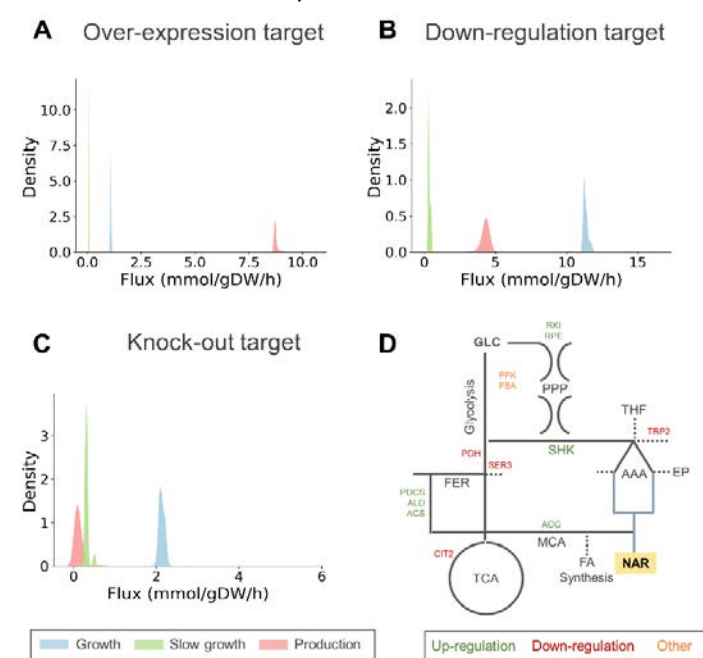 A Over-expression target
B Down-regulation target
Density
10.0
7.5
5.0
2.5
0.0
0.0 2.5 5.0 7.5 10.0
Flux (mmol/gDW/h)
Density
2.0
1.5
1.0
0.5
0.0
0 5 10 15
Flux (mmol/gDW/h)
C Knock-out target
Density
3
2
1
0
0 2 4 6
Flux (mmol/gDW/h)
Growth Slow growth Production
D
RKI
RPE
GLC
PFK
FBA
PPP
Glycolysis
THF
TRP2
SHK
PDH
SER3
AAA
EP
FER
PDCS
ALD
ACS
ACC
MCA
CIT2
FA
Synthesis
NAR
TCA
Up-regulation Down-regulation Other